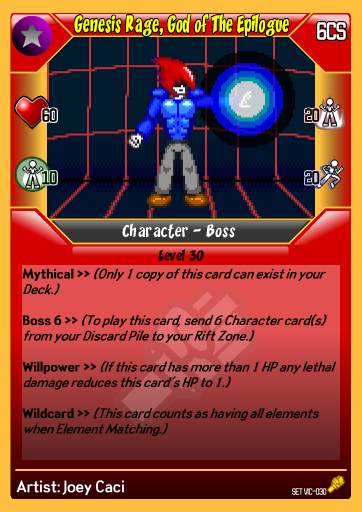 Genesis Rage, God of The Epilogue
6CS
60
20
10
20
Character - Boss
Level 30
Mythical >> (Only 1 copy of this card can exist in your
Deck.)
Boss 6 >> (To play this card, send 6 Character card(s)
from your Discard Pile to your Rift Zone.)
Willpower >> (If this card has more than 1 HP any lethal
damage reduces this card's HP to 1.)
Wildcard >> (This card counts as having all elements
when Element Matching.)
Artist: Joey Caci
SET VIC-030